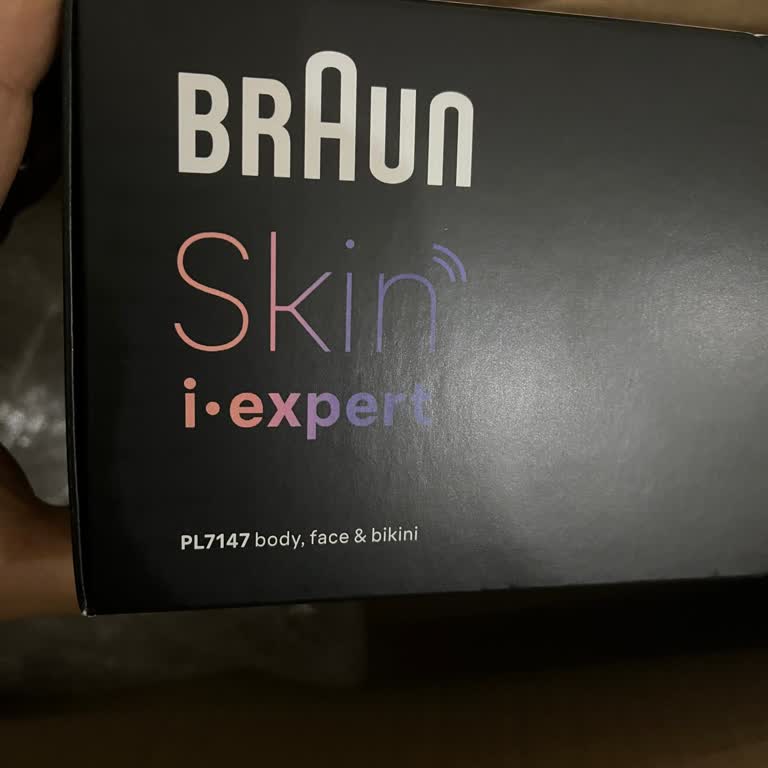 BRAUN
Skin
i·expert
PL7147 body, face & bikini